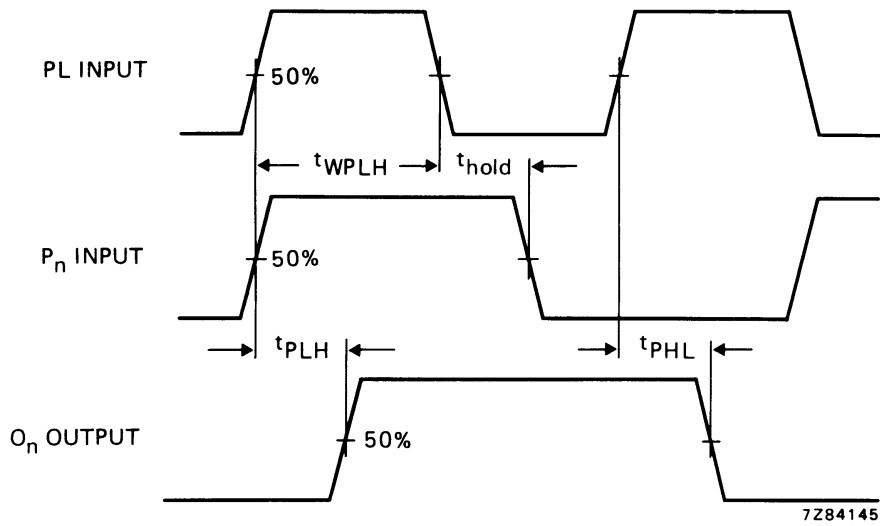 PL INPUT
50%
tWPLH
thold
Pn INPUT
50%
tPLH
tPHL
On OUTPUT
50%
7Z84145